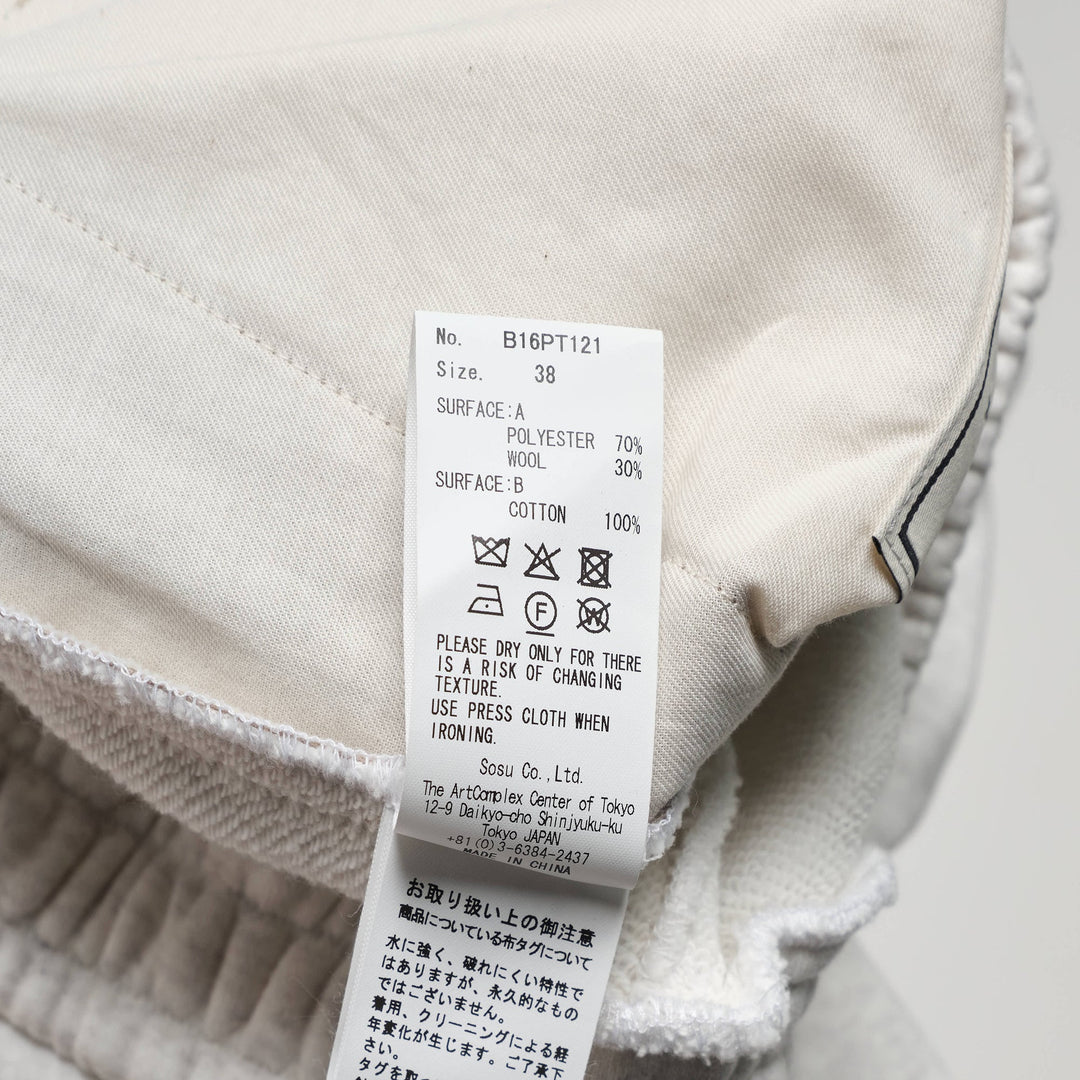 No. B16PT121
Size. 38
SURFACE:A
POLYESTER 70%
WOOL 30%
SURFACE:B
COTTON 100%
F
W
PLEASE DRY ONLY FOR THERE
IS A RISK OF CHANGING
TEXTURE.
USE PRESS CLOTH WHEN
IRONING.
Sosu Co.,Ltd.
The ArtComplex Center of Tokyo
12-9 Daikyo-cho Shinjyuku-ku
Tokyo JAPAN
+81(0)3-6384-2437
MADE IN CHINA
お取り扱い上の御注意
商品についている布タグについて
水に強く、破れにくい特性で
はありますが、永久的なもの
ではございません。
着用、クリーニングによる経
年変化が生じます。ご了承下
さい。
タグを取